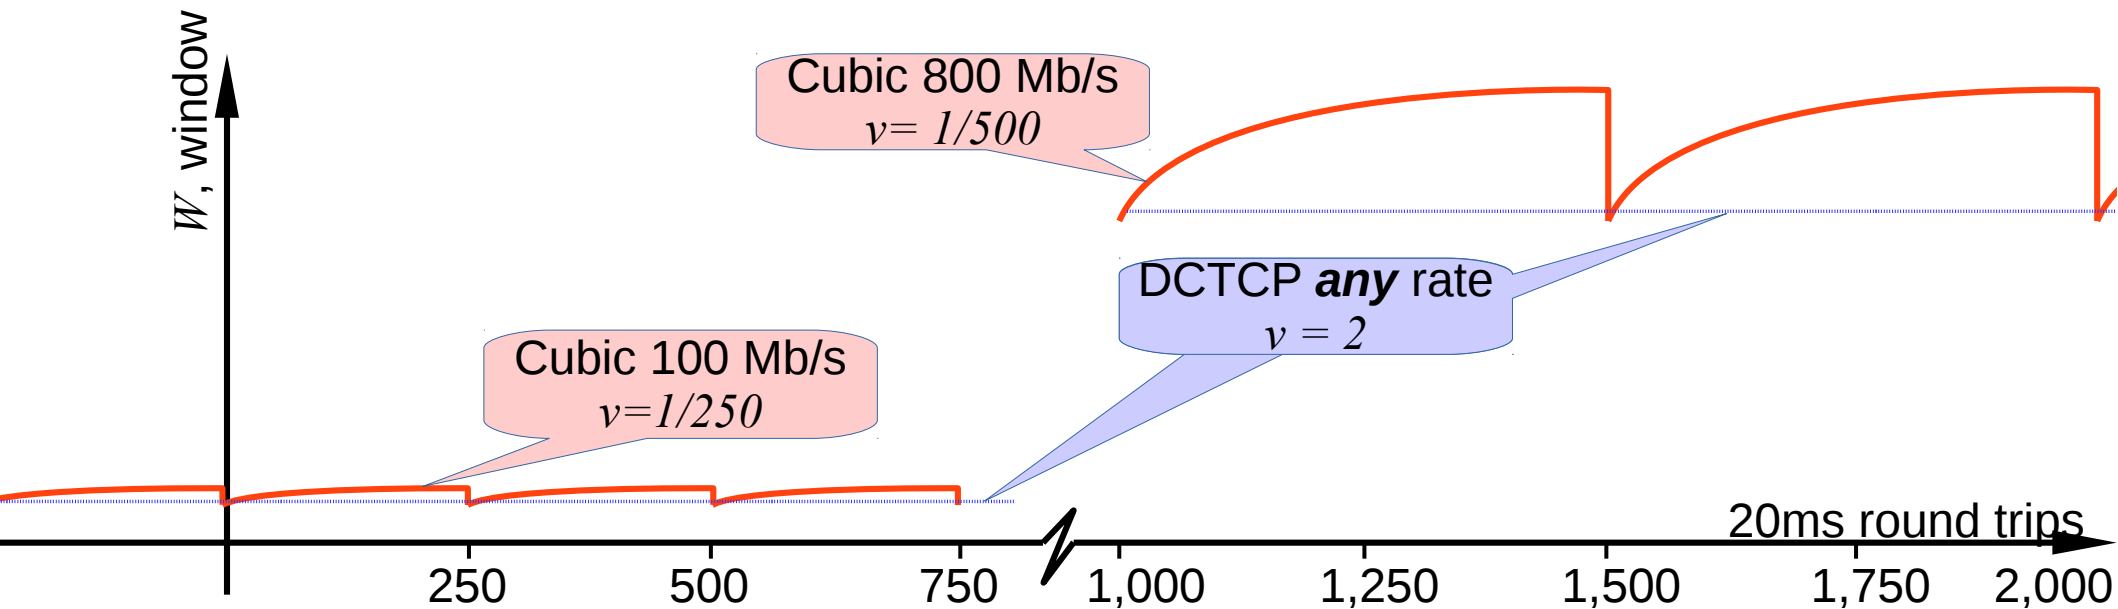 W, window
Cubic 800 Mb/s
v= 1/500
DCTCP any rate
v = 2
Cubic 100 Mb/s
v=1/250
20ms round trips
250
500
750
1,000
1,250
1,500
1,750
2,000